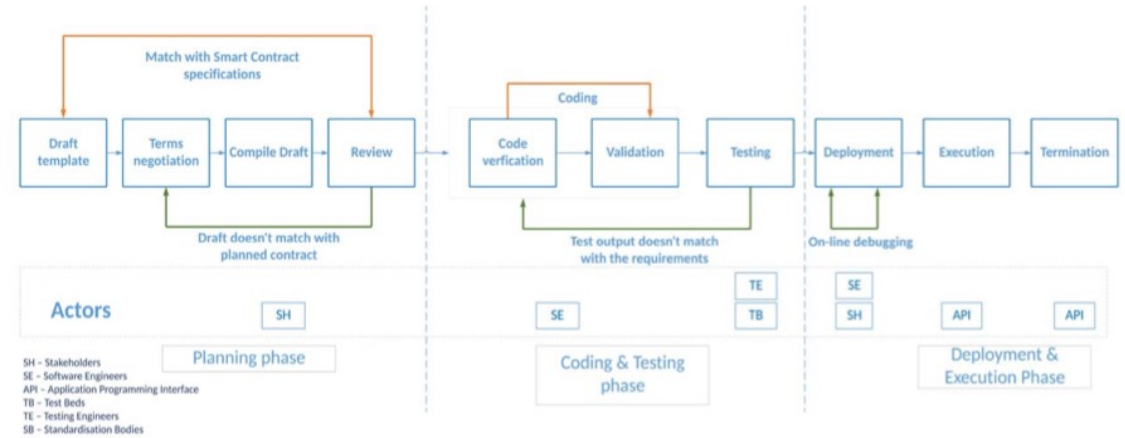 Match with Smart Contract
specifications
Coding
Draft
template
Terms
negotiation
Compile Draft
Review
Code
verfication
Validation
Testing
Deployment
Execution
Termination
Draft doesn't match with
planned contract
Test output doesn't match
with the requirements
On-line debugging
Actors
SH
SE
TE
TB
SE
SH
API
API
Planning phase
Coding & Testing
phase
Deployment &
Execution Phase
SH – Stakeholders
SE – Software Engineers
API – Application Programming Interface
TB – Test Beds
TE – Testing Engineers
SB – Standardisation Bodies